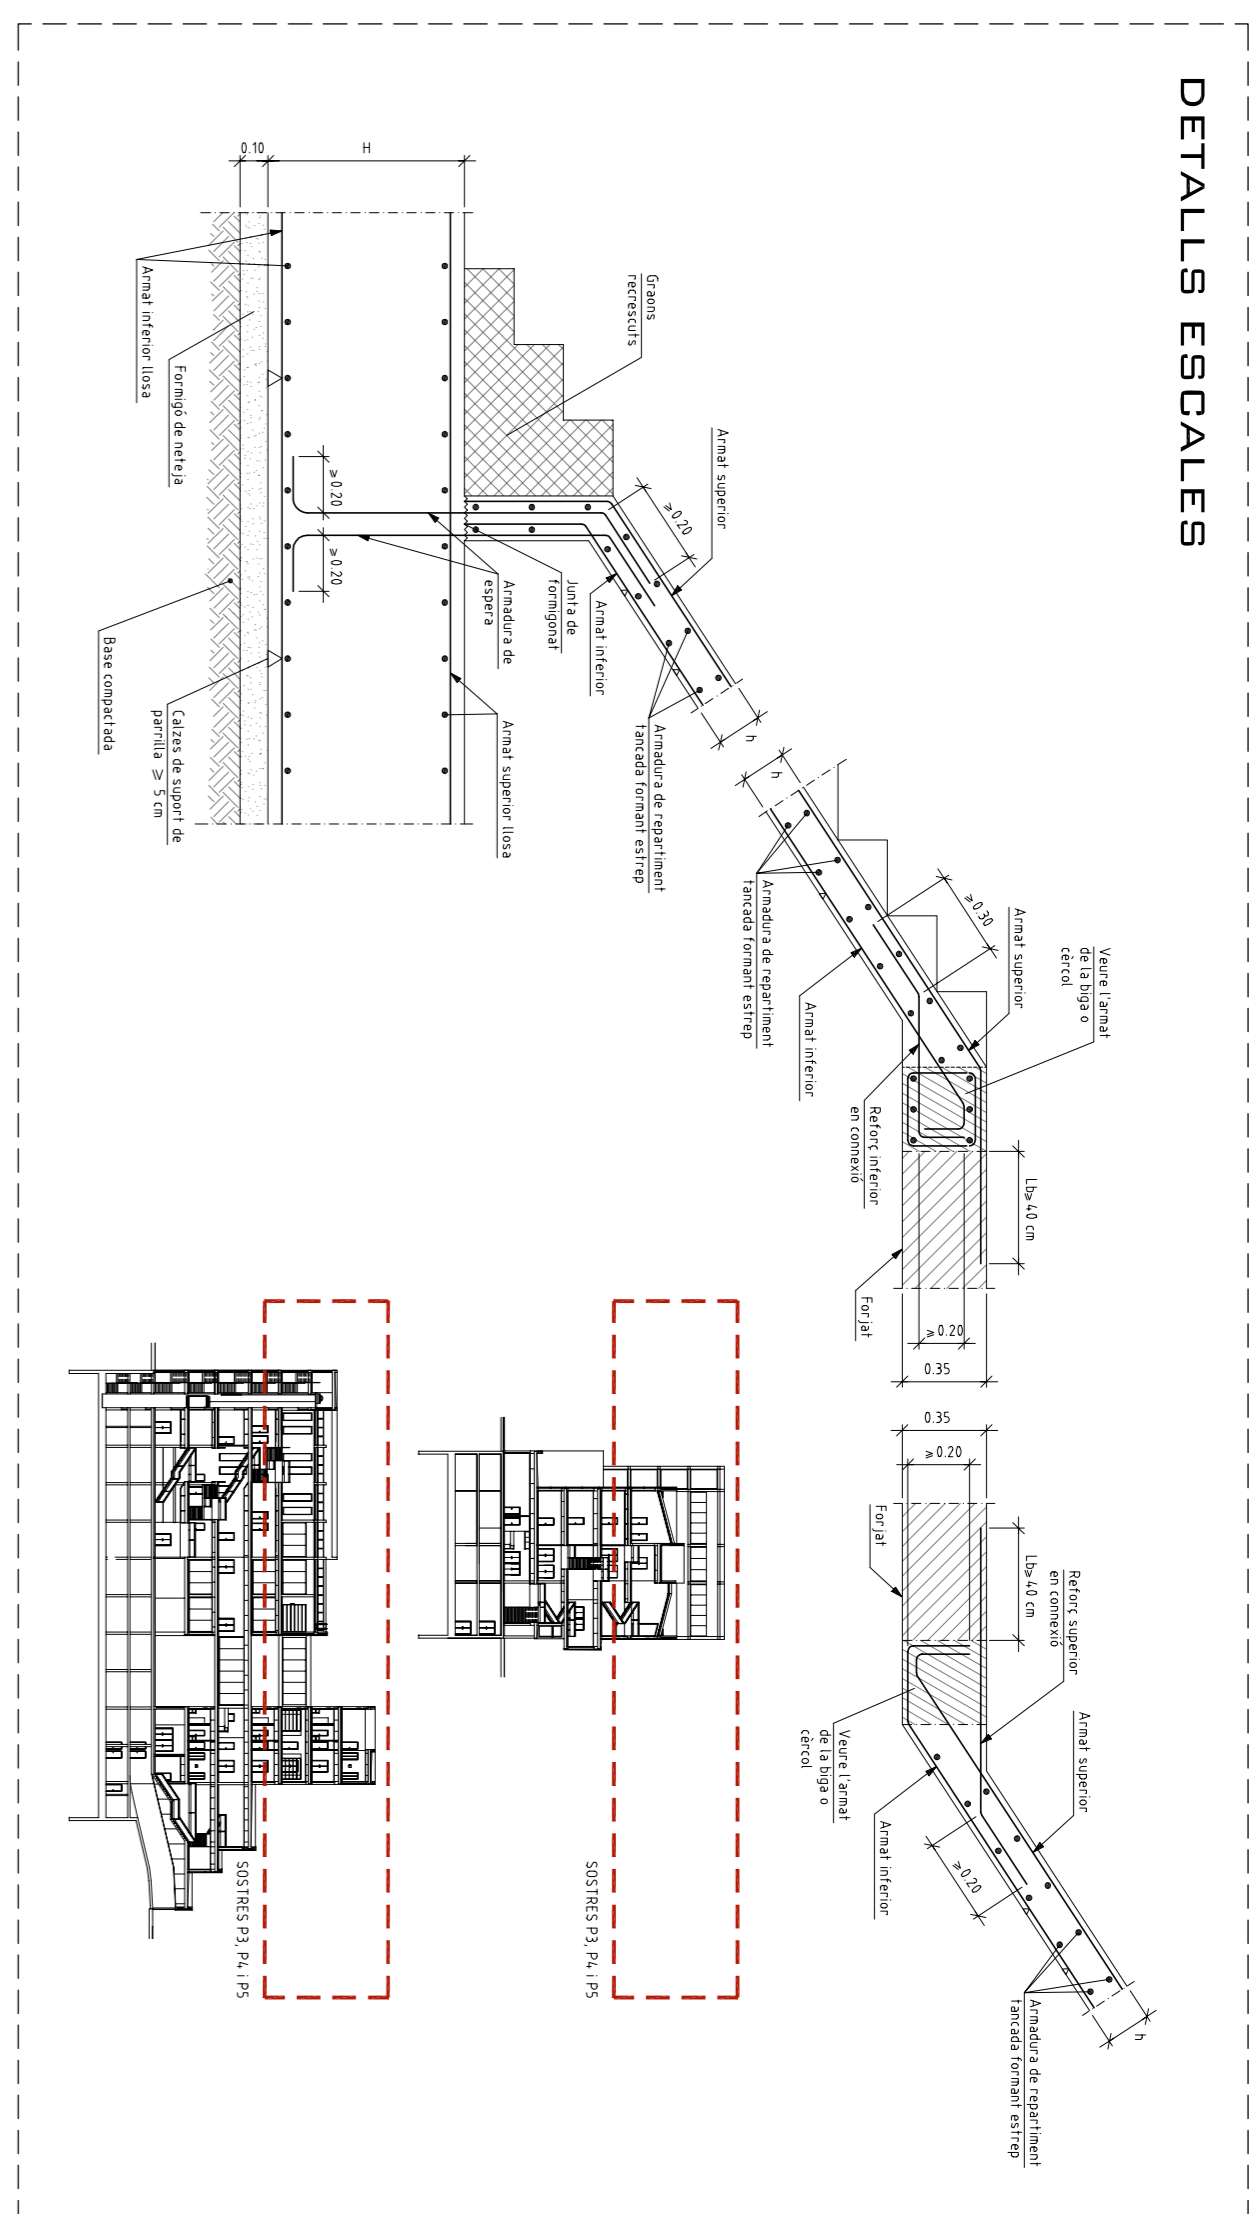 DETALLS ESCALES
0.10
H
Graons
recrescuts
Armat superior
≥0.20
Armat inferior llosa
Formigó de neteja
≥0.20
≥0.20
Base compactada
Calzes de suport de
parrilla ≥ 5 cm
Armadura de
espera
Junta de
formigonat
Armat inferior
Armat superior llosa
Armadura de repartiment
tancada formant estrep
h
h
≥0.30
Armat superior
Veure l'armat
de la biga o
cèrcol
Armadura de repartiment
tancada formant estrep
Armat inferior
Reforç inferior
en connexió
Lb≥40 cm
Forjat
≥0.20
0.35
0.35
≥0.20
Forjat
Lb≥40 cm
Reforç superior
en connexió
Armat superior
Veure l'armat
de la biga o
cèrcol
Armat inferior
≥0.20
h
Armadura de repartiment
tancada formant estrep
SOSTRES P3, P4 i P5
SOSTRES P3, P4 i P5